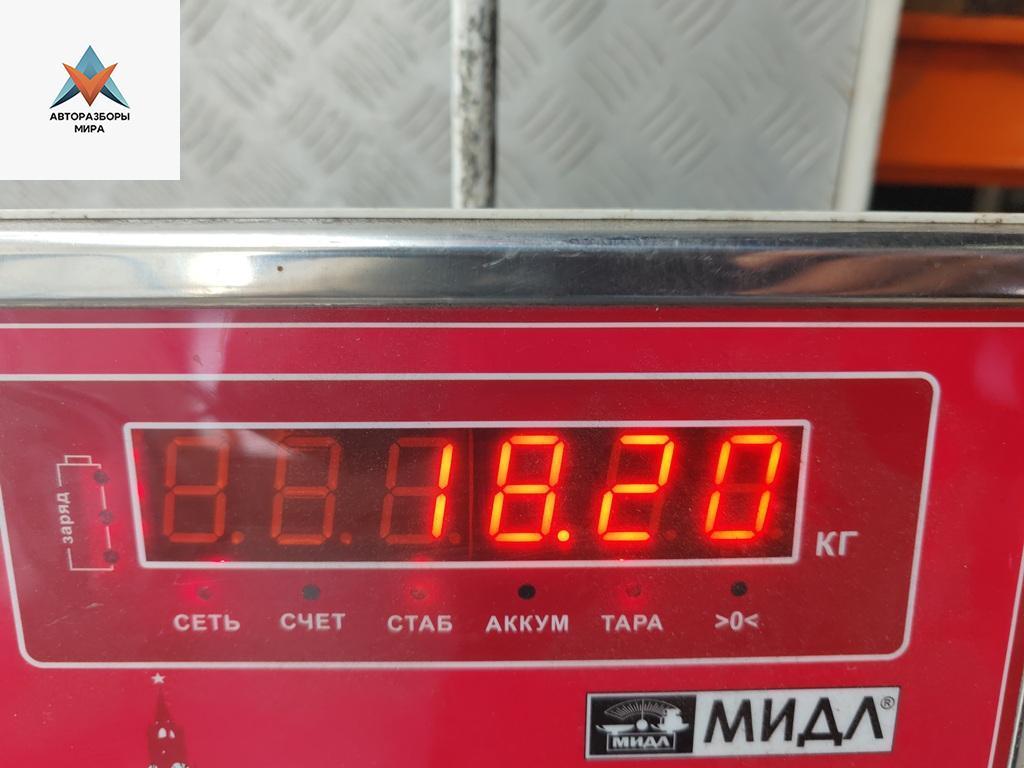 АВТОРАЗБОРЫ
МИРА
18.20
КГ
заряд
СЕТЬ СЧЕТ СТАБ АККУМ ТАРА >0<
МИДЛ МИДЛ®